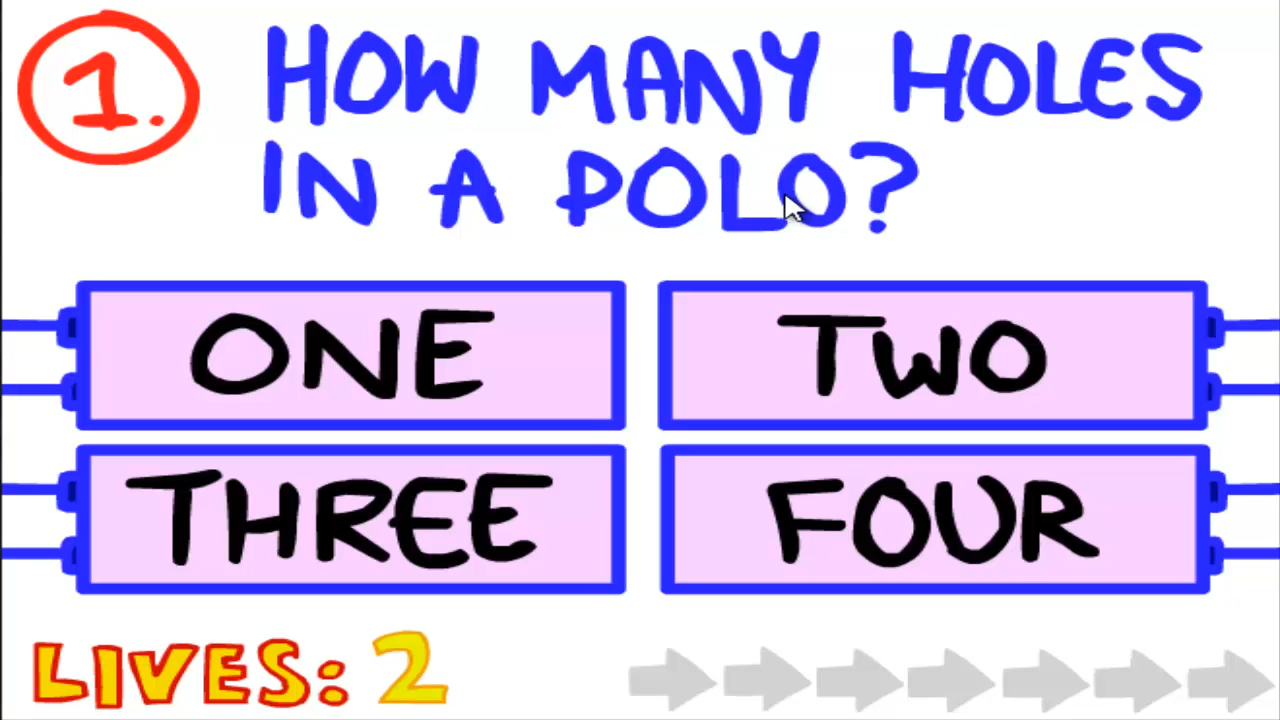 1.
HOW MANY HOLES
IN A POLO?
ONE
TWO
THREE
FOUR
LIVES: 2